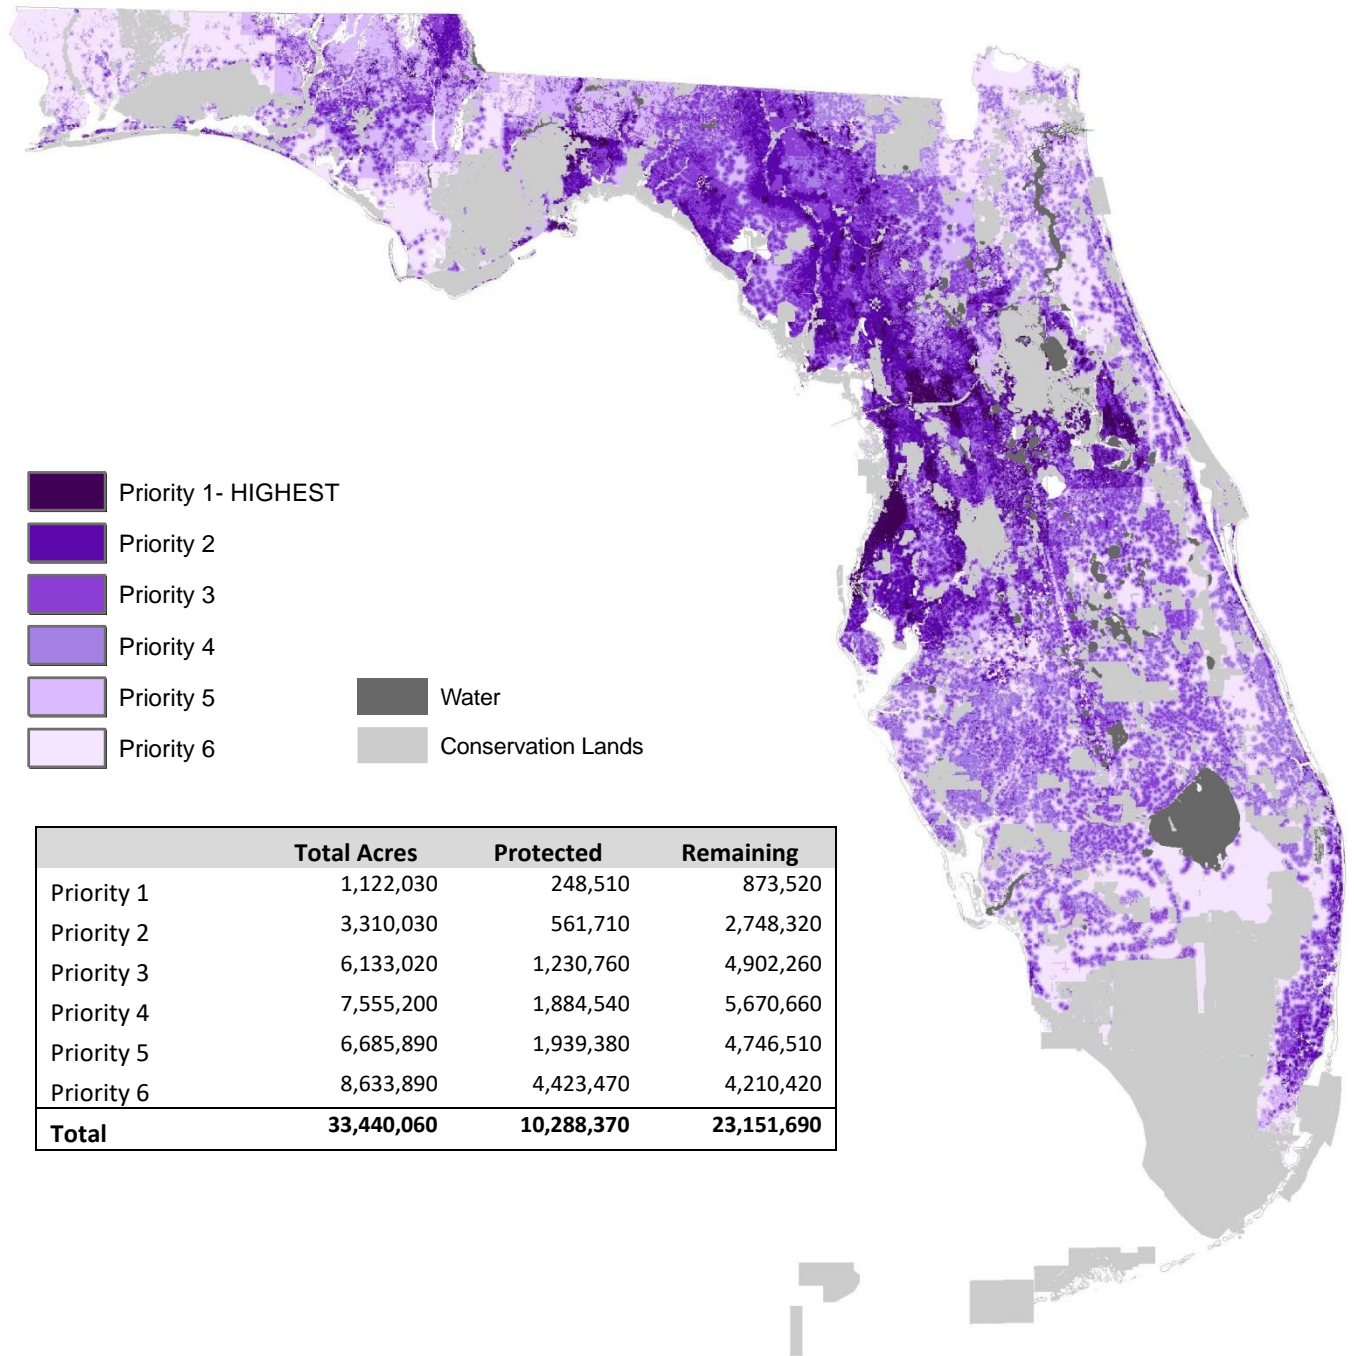 Priority 1- HIGHEST
Priority 2
Priority 3
Priority 4
Priority 5
Priority 6
Water
Conservation Lands
Total Acres Protected Remaining
Priority 1 1,122,030 248,510 873,520
Priority 2 3,310,030 561,710 2,748,320
Priority 3 6,133,020 1,230,760 4,902,260
Priority 4 7,555,200 1,884,540 5,670,660
Priority 5 6,685,890 1,939,380 4,746,510
Priority 6 8,633,890 4,423,470 4,210,420
Total 33,440,060 10,288,370 23,151,690